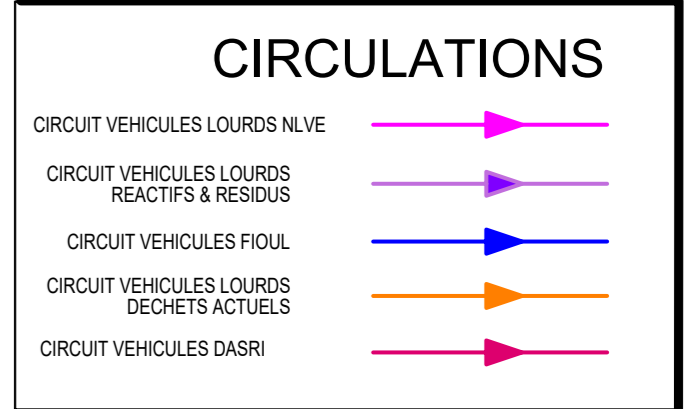 CIRCULATIONS
CIRCUIT VEHICULES LOURDS NLVE
CIRCUIT VEHICULES LOURDS
REACTIFS & RESIDUS
CIRCUIT VEHICULES FIOUL
CIRCUIT VEHICULES LOURDS
DECHETS ACTUELS
CIRCUIT VEHICULES DASRI